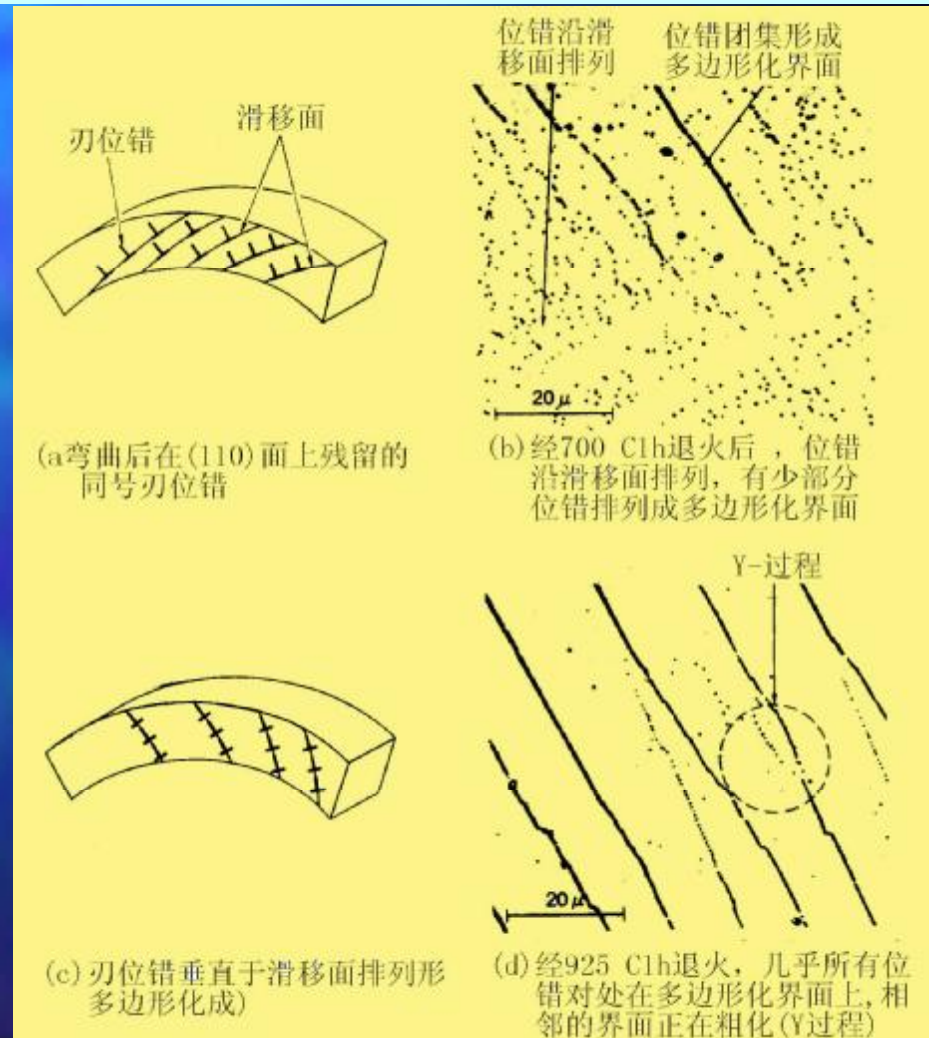 刃位错
滑移面
位错沿滑
移面排列
位错团集形成
多边形化界面
20μ
(a弯曲后在(110)面上残留的
同号刃位错
(b)经700 C1h退火后 ，位错
沿滑移面排列，有少部分
位错排列成多边形化界面
Y-过程
20μ
(c)刃位错垂直于滑移面排列形
多边形化成)
(d)经925 C1h退火，几乎所有位
错对处在多边形化界面上,相
邻的界面正在粗化(Y过程)